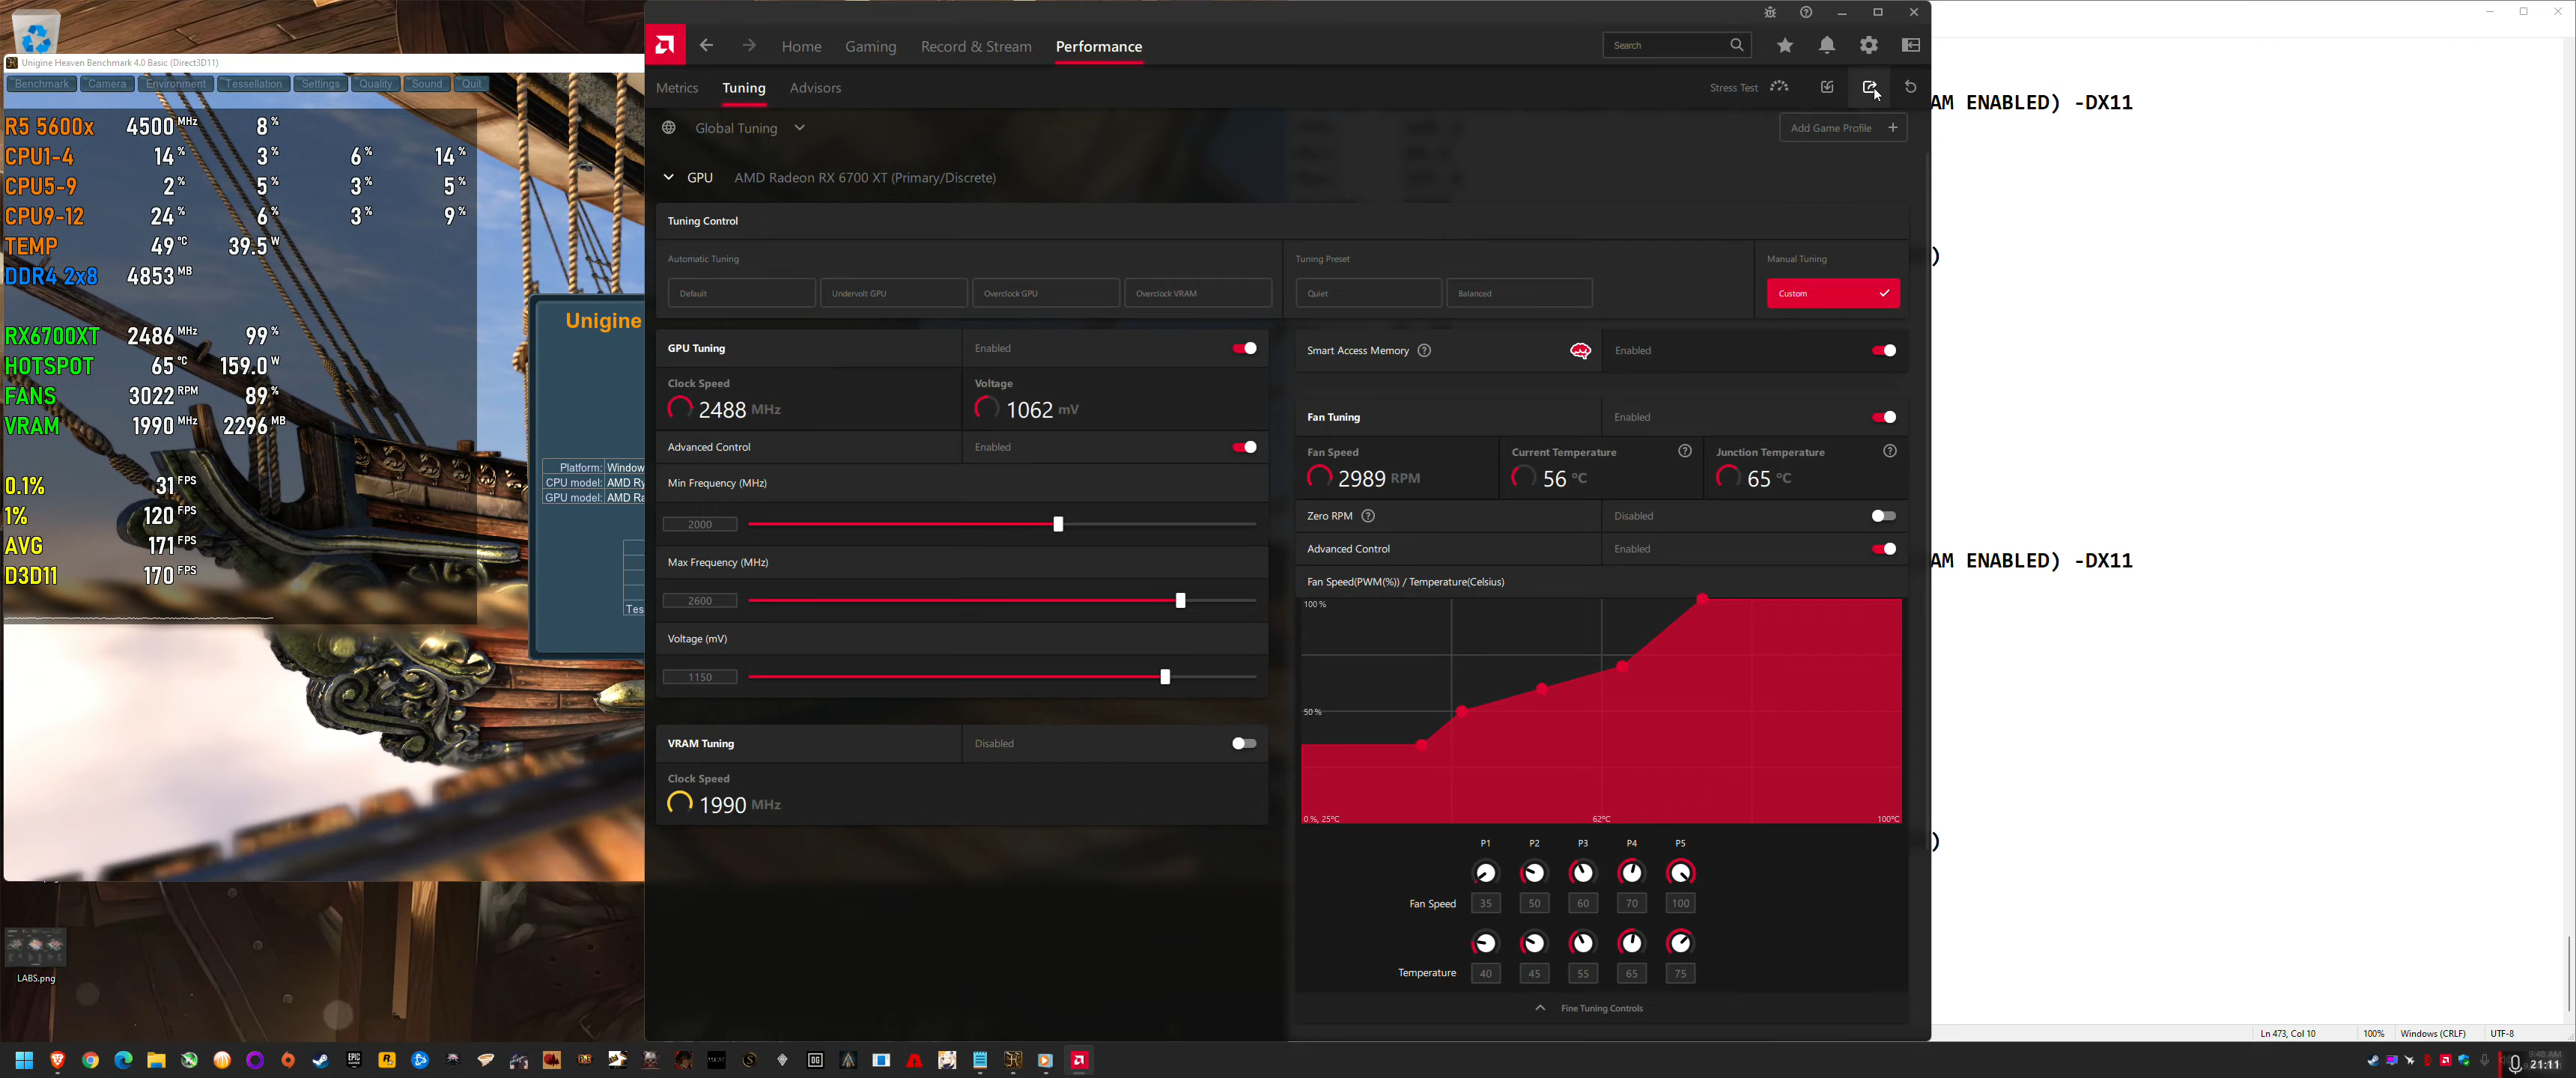 Unigine Heaven Benchmark 4.0 Basic (Direct3D11)
Benchmark Camera Environment Tessellation Settings Quality Sound Quit
R5 5600x 4500 MHz 8 %
CPU1-4 14 % 3 % 6 % 14 %
CPU5-9 2 % 5 % 3 % 5 %
CPU9-12 24 % 6 % 3 % 9 %
TEMP 49 °C 39.5 W
DDR4 2x8 4853 MB
RX6700XT 2486 MHz 99 %
HOTSPOT 65 °C 159.0 W
FANS 3022 RPM 89 %
VRAM 1990 MHz 2296 MB
0.1% 31 FPS
1% 120 FPS
AVG 171 FPS
D3D11 170 FPS
Unigine
Platform: Window
CPU model: AMD Ry
GPU model: AMD Ra
Tes
LABS.png
Home Gaming Record & Stream Performance
Search
Metrics Tuning Advisors
Stress Test
Global Tuning
Add Game Profile +
GPU AMD Radeon RX 6700 XT (Primary/Discrete)
Tuning Control
Automatic Tuning
Default Undervolt GPU Overclock GPU Overclock VRAM
Tuning Preset
Quiet Balanced
Manual Tuning
Custom
GPU Tuning Enabled
Clock Speed Voltage
2488 MHz 1062 mV
Advanced Control Enabled
Min Frequency (MHz)
2000
Max Frequency (MHz)
2600
Voltage (mV)
1150
VRAM Tuning Disabled
Clock Speed
1990 MHz
Smart Access Memory Enabled
Fan Tuning Enabled
Fan Speed Current Temperature Junction Temperature
2989 RPM 56 °C 65 °C
Zero RPM Disabled
Advanced Control Enabled
Fan Speed(PWM(%)) / Temperature(Celsius)
100 %
50 %
0 %, 25°C 62°C 100°C
P1 P2 P3 P4 P5
Fan Speed 35 50 60 70 100
Temperature 40 45 55 65 75
Fine Tuning Controls
AM ENABLED) -DX11
)
AM ENABLED) -DX11
)
Ln 473, Col 10 100% Windows (CRLF) UTF-8
9:48 AM
21:11